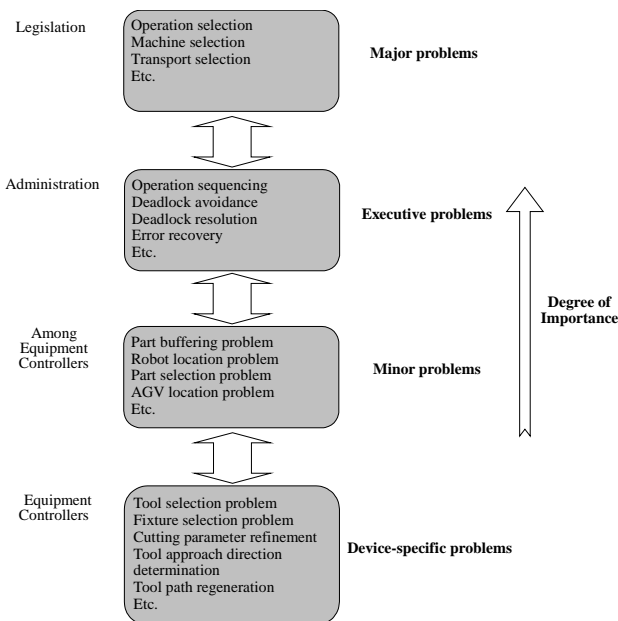 Legislation
Operation selection
Machine selection
Transport selection
Etc.
Major problems
Administration
Operation sequencing
Deadlock avoidance
Deadlock resolution
Error recovery
Etc.
Executive problems
Degree of
Importance
Among
Equipment
Controllers
Part buffering problem
Robot location problem
Part selection problem
AGV location problem
Etc.
Minor problems
Equipment
Controllers
Tool selection problem
Fixture selection problem
Cutting parameter refinement
Tool approach direction
determination
Tool path regeneration
Etc.
Device-specific problems